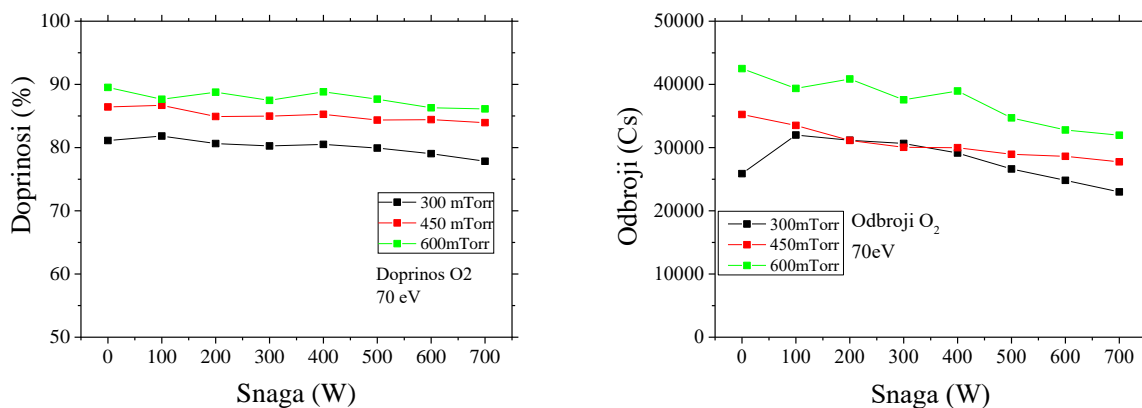 Doprinosi (%)
100
90
80
70
60
50
300 mTorr
450 mTorr
600mTorr
Doprinos O2
70 eV
0 100 200 300 400 500 600 700
Snaga (W)
Odbroji (Cs)
50000
40000
30000
20000
10000
0
300mTorr
450mTorr
600mTorr
Odbroji O₂
70eV
0 100 200 300 400 500 600 700
Snaga (W)